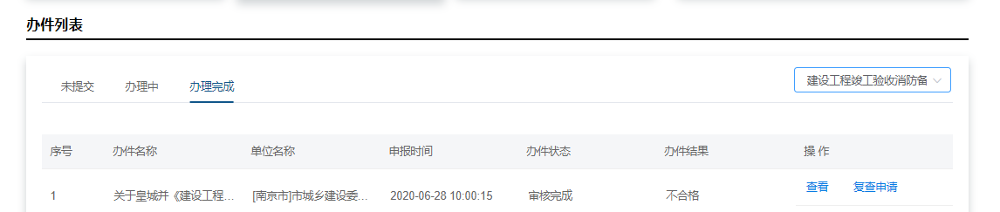 办件列表
未提交 办理中 办理完成 建设工程竣工验收消防备
序号 办件名称 单位名称 申报时间 办件状态 办件结果 操 作
1 关于皇城并《建设工程... [南京市]市城乡建设委... 2020-06-28 10:00:15 审核完成 不合格 查看 复查申请